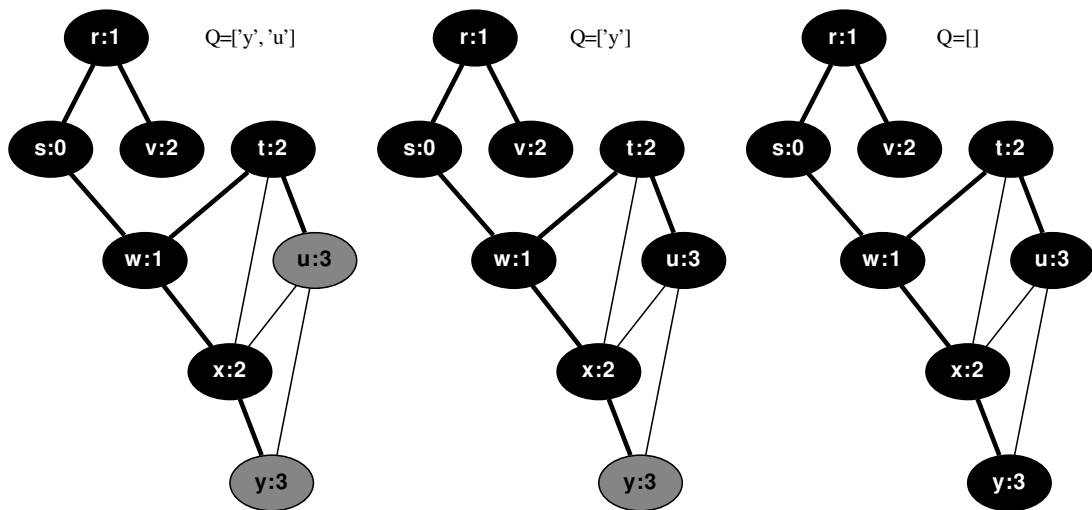 r:1 Q=['y', 'u'] r:1 Q=['y'] r:1 Q=[]
s:0 v:2 t:2 s:0 v:2 t:2 s:0 v:2 t:2
w:1 u:3 w:1 u:3 w:1 u:3
x:2 x:2 x:2
y:3 y:3 y:3